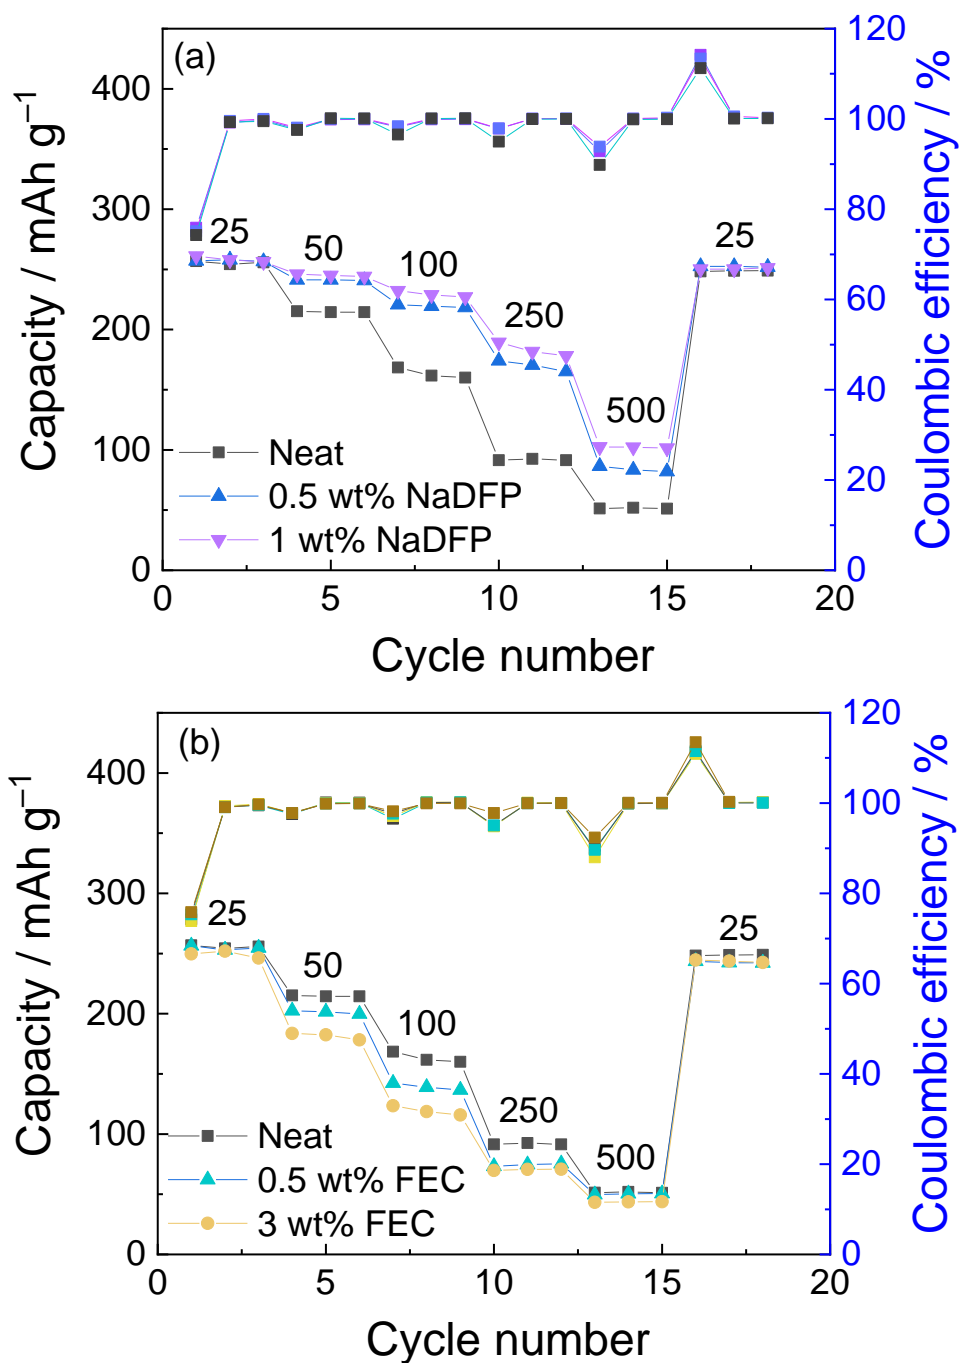 (a)
400
300
200
100
0
Capacity / mAh g⁻¹
120
100
80
60
40
20
0
Coulombic efficiency / %
25
50
100
250
500
25
Neat
0.5 wt% NaDFP
1 wt% NaDFP
0 5 10 15 20
Cycle number
(b)
400
300
200
100
0
Capacity / mAh g⁻¹
120
100
80
60
40
20
0
Coulombic efficiency / %
25
50
100
250
500
25
Neat
0.5 wt% FEC
3 wt% FEC
0 5 10 15 20
Cycle number